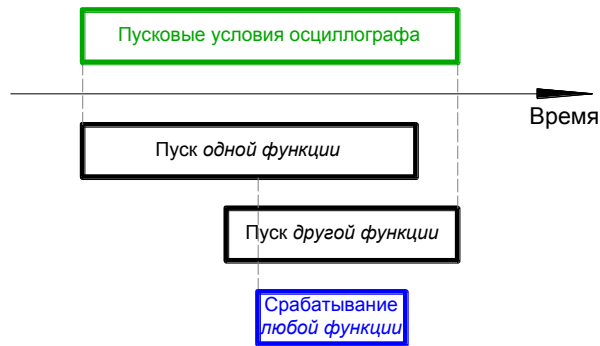 Пусковые условия осциллографа
Время
Пуск одной функции
Пуск другой функции
Срабатывание
любой функции